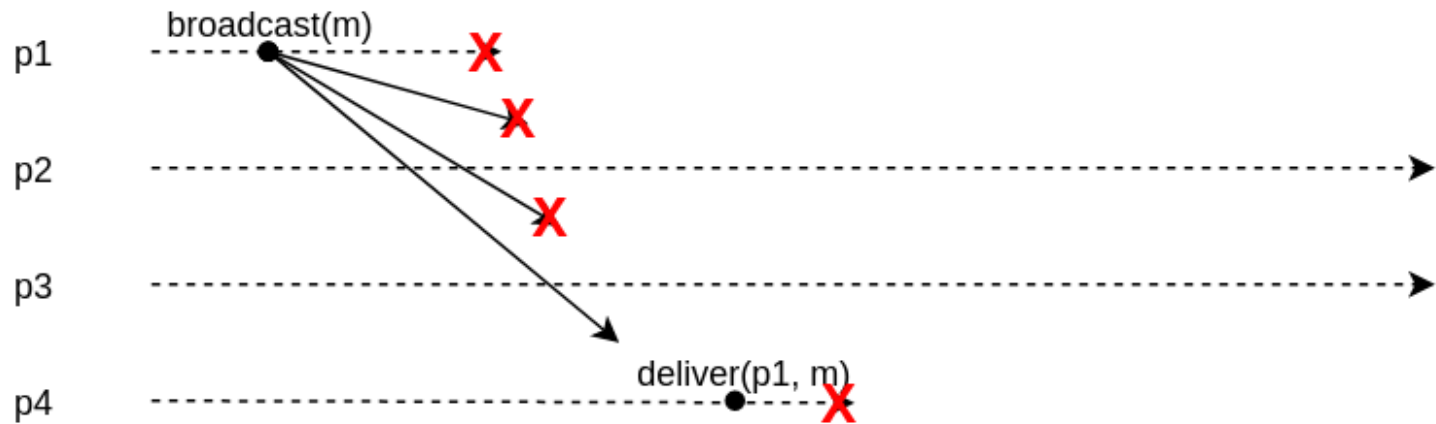 broadcast(m)
p1
X
X
p2
X
p3
deliver(p1, m)
p4
X